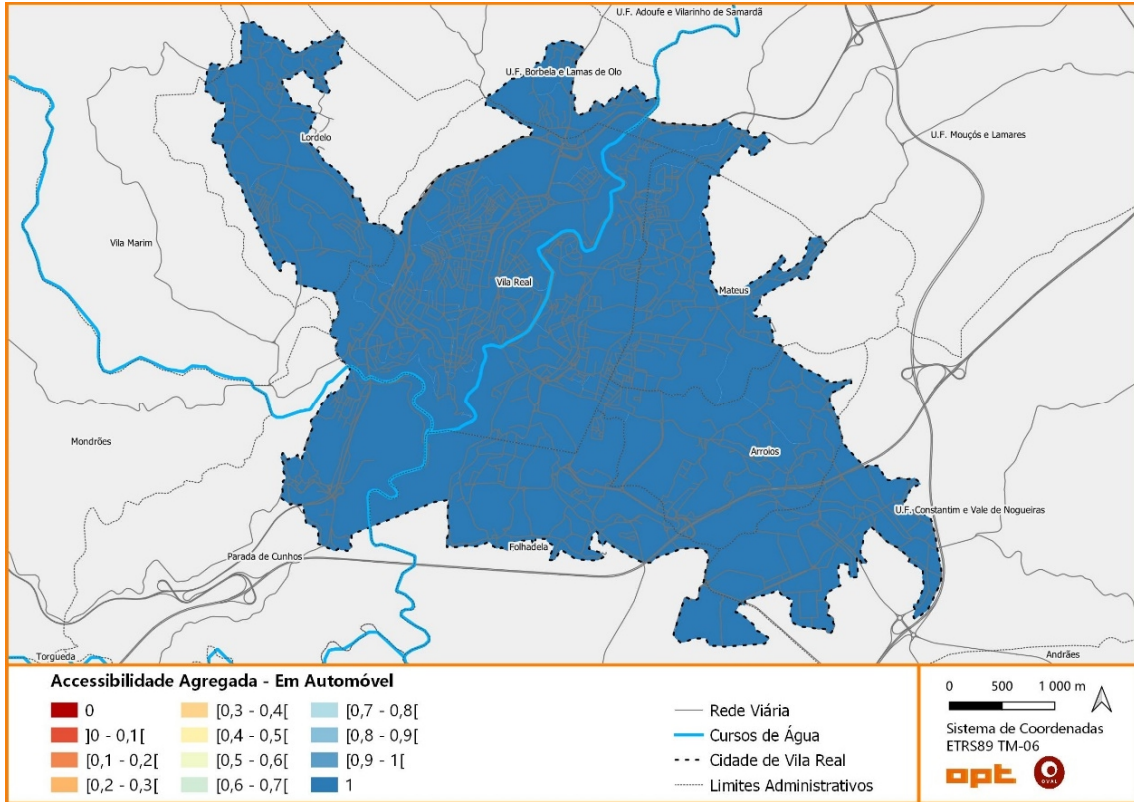 U.F. Adoufe e Vilarinho de Samardã
U.F. Borbela e Lamas de Olo
Lordelo
U.F. Mouçós e Lamares
Vila Marim
Vila Real
Mateus
Mondrões
Arroios
U.F. Constantim e Vale de Nogueiras
Folhadela
Parada de Cunhos
Torgueda
Andrães
Accessibilidade Agregada - Em Automóvel
0
]0 - 0,1[
[0,1 - 0,2[
[0,2 - 0,3[
[0,3 - 0,4[
[0,4 - 0,5[
[0,5 - 0,6[
[0,6 - 0,7[
[0,7 - 0,8[
[0,8 - 0,9[
[0,9 - 1[
1
Rede Viária
Cursos de Água
Cidade de Vila Real
Limites Administrativos
0 500 1 000 m
Sistema de Coordenadas
ETRS89 TM-06
opt
OVAL